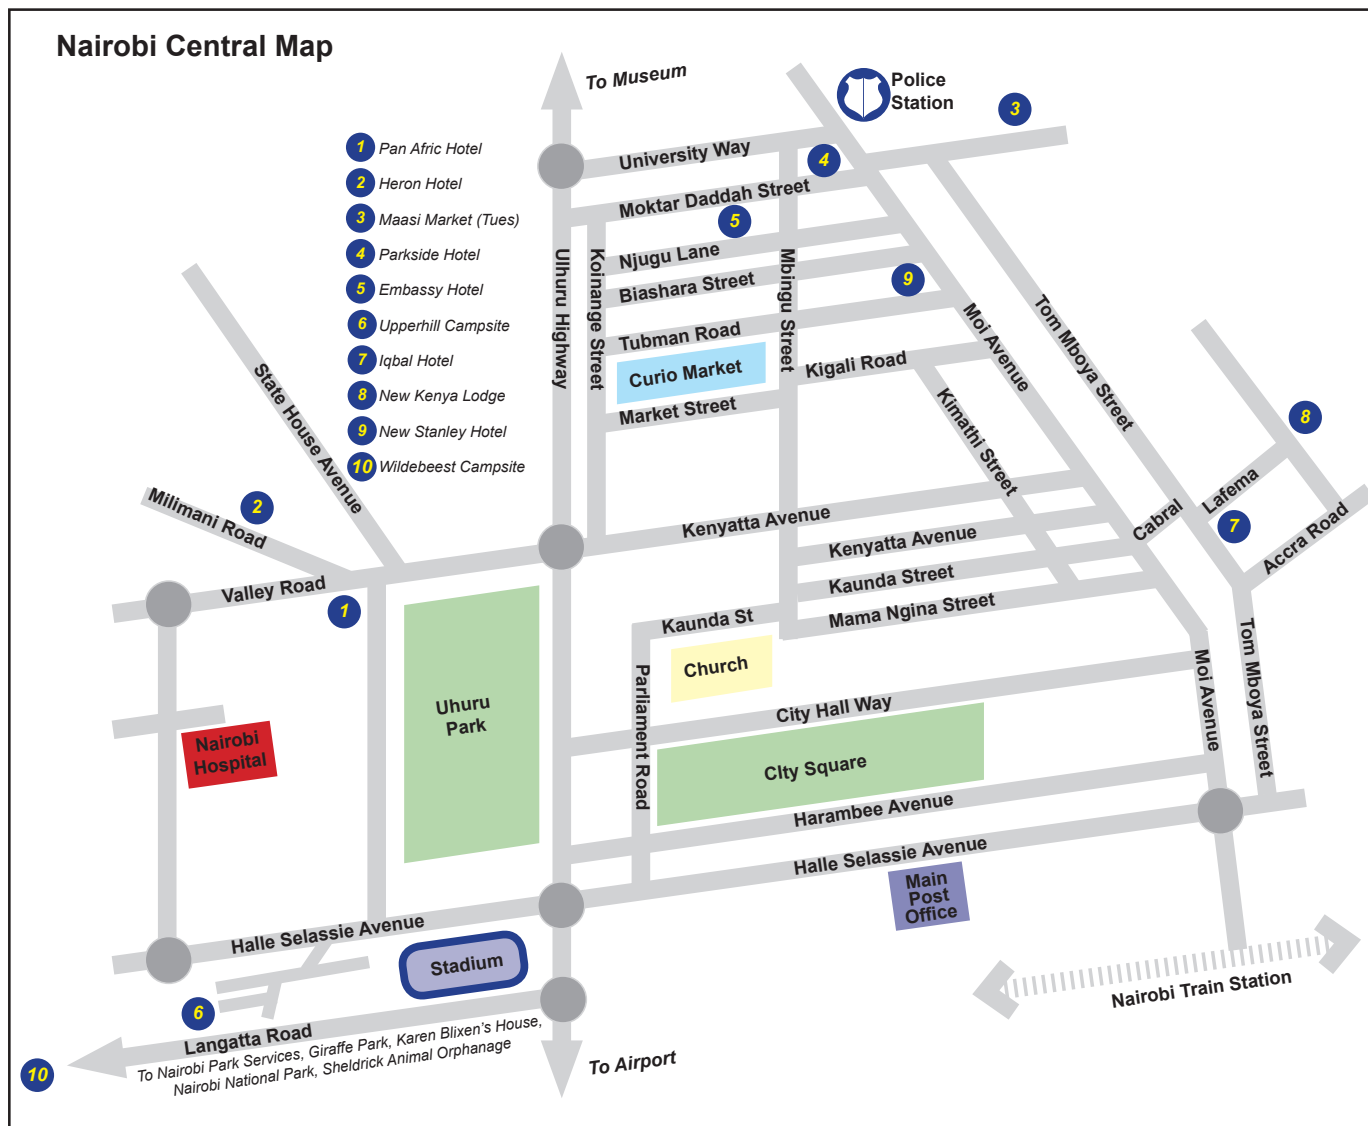 Nairobi Central Map
To Museum
Police
Station
3
1 Pan Afric Hotel
2 Heron Hotel
3 Maasi Market (Tues)
4 Parkside Hotel
5 Embassy Hotel
6 Upperhill Campsite
7 Iqbal Hotel
8 New Kenya Lodge
9 New Stanley Hotel
10 Wildebeest Campsite
University Way
4
Moktar Daddah Street
5
Njugu Lane
Biashara Street
9
Tubman Road
Ulhuru Highway
Koinange Street
Mbingu Street
Moi Avenue
Tom Mboya Street
Curio Market
Kigali Road
Market Street
Kimathi Street
8
State House Avenue
2
Milimani Road
Kenyatta Avenue
Kenyatta Avenue
Cabral
Lafema
7
Accra Road
Kaunda Street
Valley Road
1
Kaunda St
Mama Ngina Street
Church
Parliament Road
Moi Avenue
Tom Mboya Street
Uhuru
Park
City Hall Way
Nairobi
Hospital
CIty Square
Harambee Avenue
Halle Selassie Avenue
Main
Post
Office
Halle Selassie Avenue
Stadium
Nairobi Train Station
6
Langatta Road
10
To Nairobi Park Services, Giraffe Park, Karen Blixen's House,
Nairobi National Park, Sheldrick Animal Orphanage
To Airport